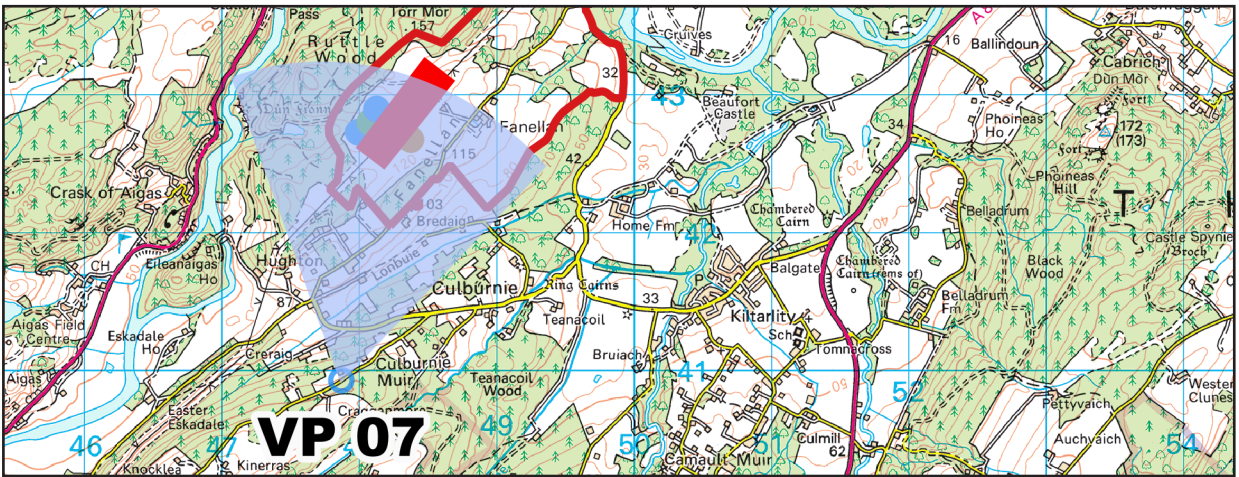 Pass
Torr Mór
157
Ruttle
Wood
Gruives
16
Ballindoun
Cabrich
Dùn Mòr
Fort
172
(173)
Fort
32
43
Beaufort
Castle
Phoineas
Ho
34
Dùn Fionn
Fanellan
115
Fanellan
42
Phoineas
Hill
T
Crask of Aigas
103
Bredaig
Chambered
Cairn
Belladrum
Home Fm
42
Castle Spynie
Broch
CH
Eileanaigas
Ho
Hughton
Lonbuie
Balgate
Chambered
Cairn (rems of)
Black
Wood
87
Culburnie
Ring Cairns
33
Belladrum
Fm
Aigas Field
Centre
Eskadale
Ho
Teanacoil
Kiltarlity
Sch
Creraig
Bruiach
Tomnacross
Aigas
Culburnie
Muir
Teanacoil
Wood
41
50
52
Wester
Clunes
Easter
Eskadale
Cragganmore
Pettyvaich
VP 07
46
47
49
50
51
Culmill
62
Auchvaich
54
Knocklea
Kinerras
Camault Muir